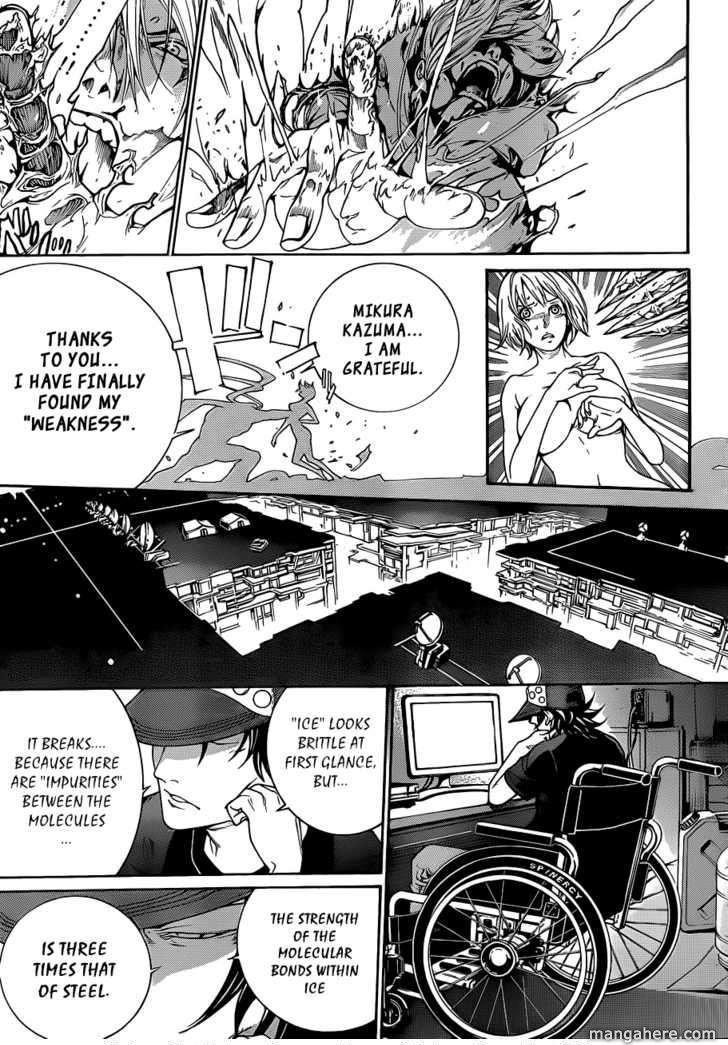 MIKURA
KAZUMA...
I AM
GRATEFUL.
THANKS
TO YOU...
I HAVE FINALLY
FOUND MY
"WEAKNESS".
"ICE" LOOKS
BRITTLE AT
FIRST GLANCE,
BUT...
IT BREAKS....
BECAUSE THERE
ARE "IMPURITIES"
BETWEEN THE
MOLECULES
...
SPINERGY
THE STRENGTH
OF THE
MOLECULAR
BONDS WITHIN
ICE
IS THREE
TIMES THAT
OF STEEL.
mangahere.com